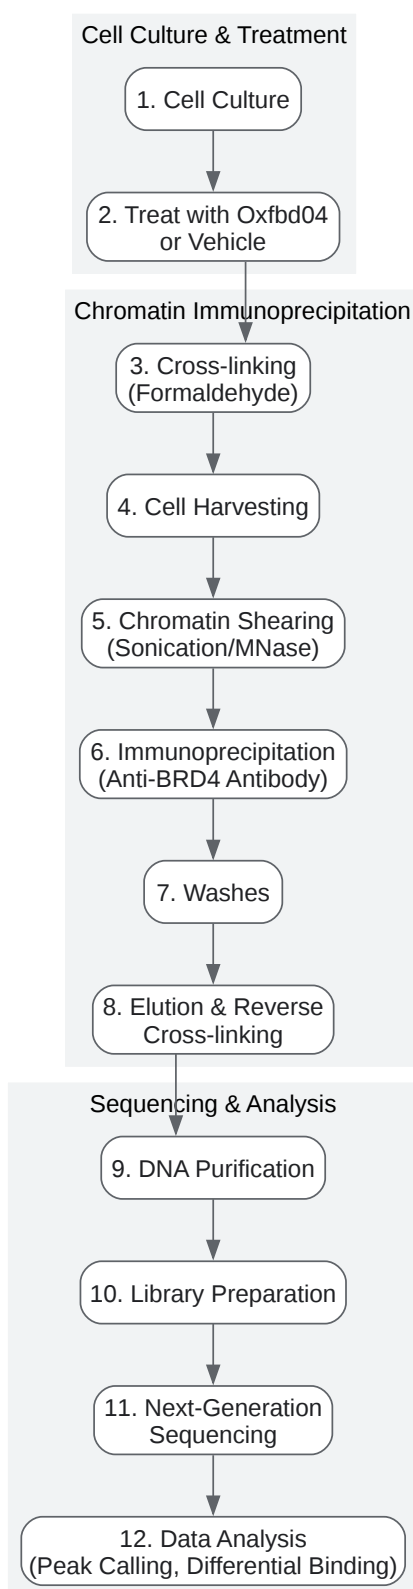 Cell Culture & Treatment
1. Cell Culture
2. Treat with Oxfbd04
or Vehicle
Chromatin Immunoprecipitation
3. Cross-linking
(Formaldehyde)
4. Cell Harvesting
5. Chromatin Shearing
(Sonication/MNase)
6. Immunoprecipitation
(Anti-BRD4 Antibody)
7. Washes
8. Elution & Reverse
Cross-linking
Sequencing & Analysis
9. DNA Purification
10. Library Preparation
11. Next-Generation
Sequencing
12. Data Analysis
(Peak Calling, Differential Binding)